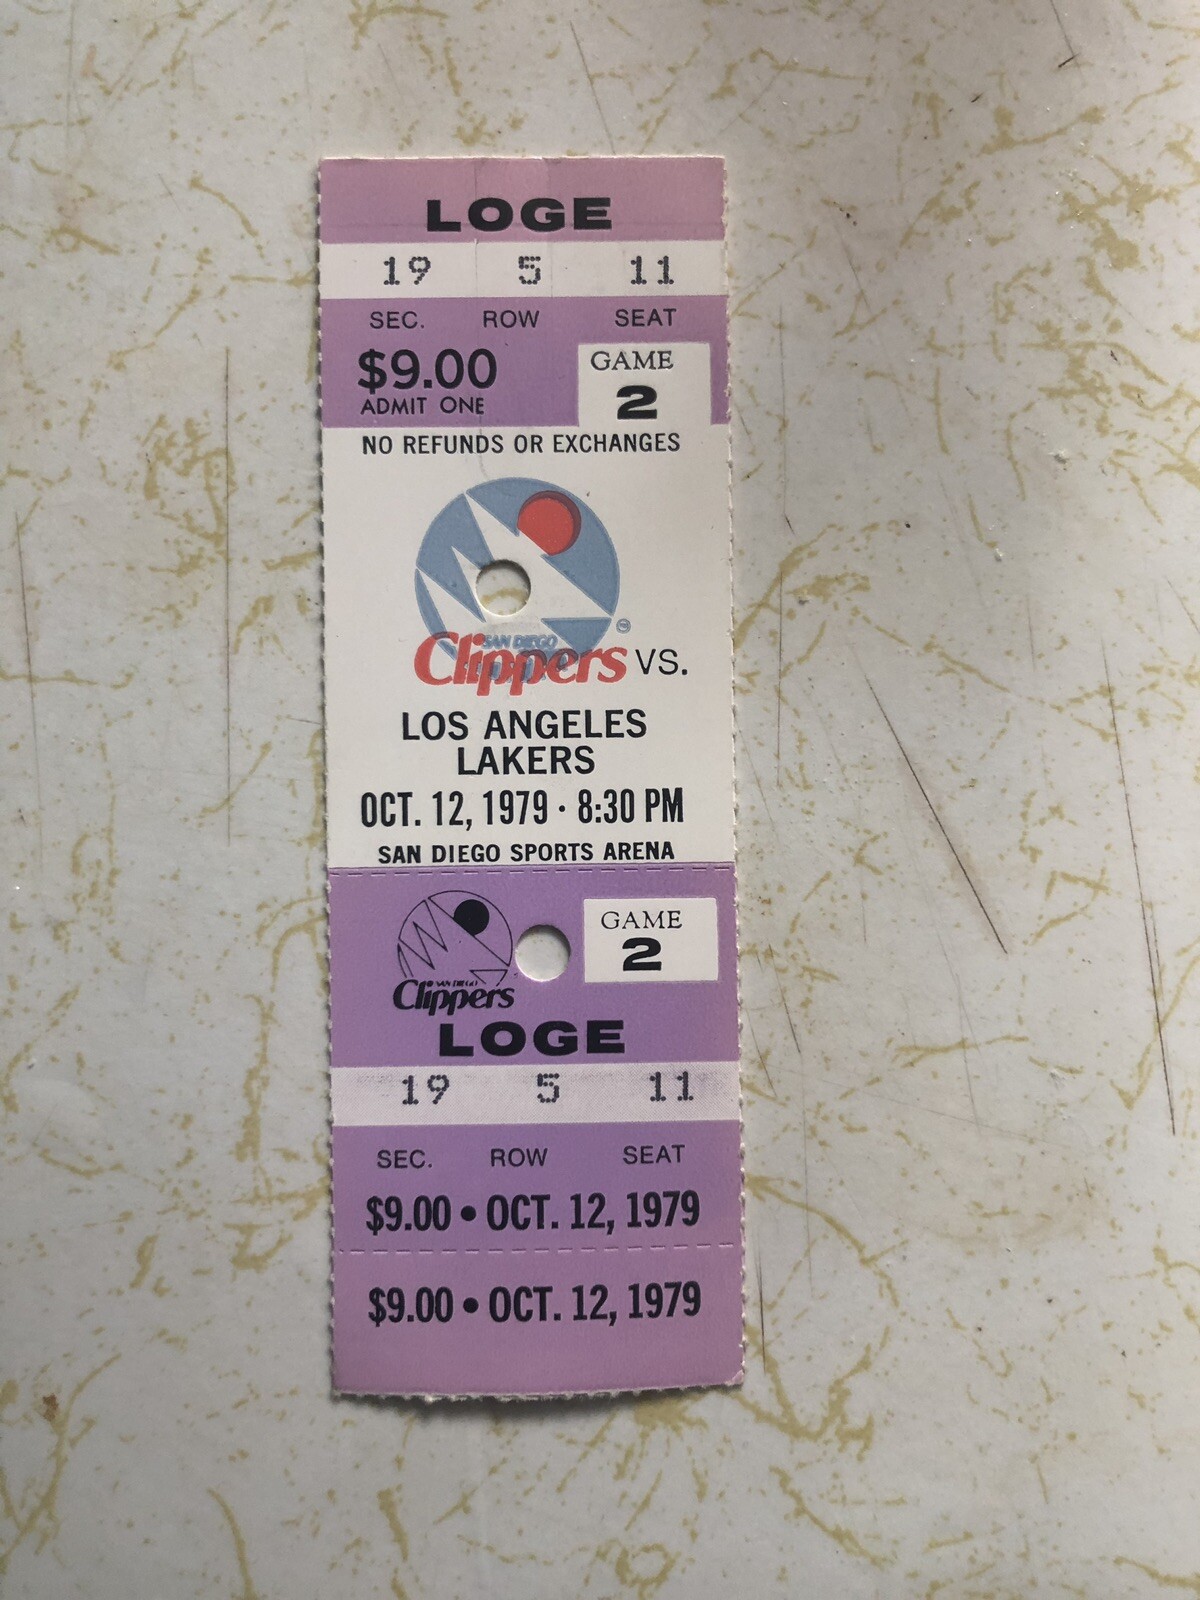 LOGE
19 5 11
SEC. ROW SEAT
$9.00
ADMIT ONE
GAME
2
NO REFUNDS OR EXCHANGES
SAN DIEGO
Clippers VS.
®
LOS ANGELES
LAKERS
OCT. 12, 1979 · 8:30 PM
SAN DIEGO SPORTS ARENA
SAN DIEGO
Clippers
GAME
2
LOGE
19 5 11
SEC. ROW SEAT
$9.00 • OCT. 12, 1979
$9.00 • OCT. 12, 1979